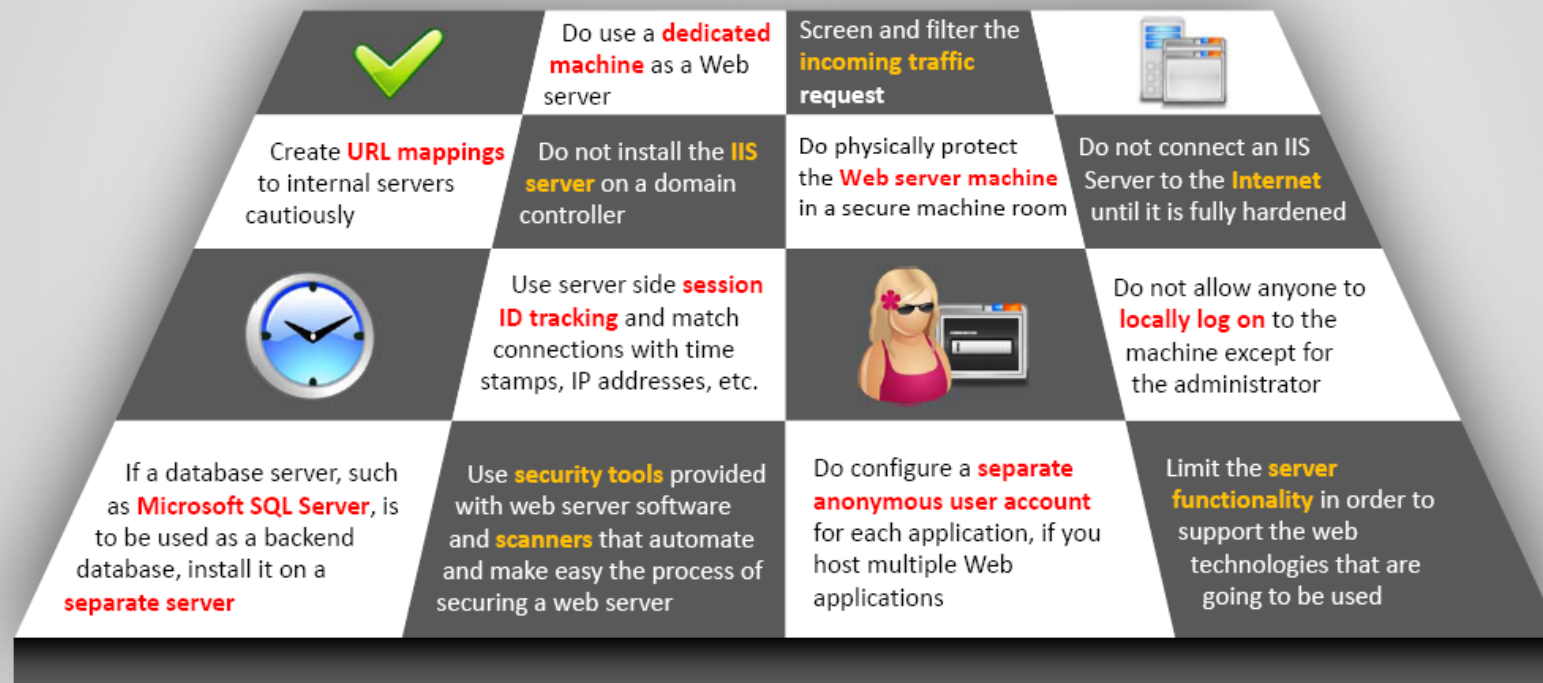 Do use a dedicated
machine as a Web
server
Screen and filter the
incoming traffic
request
Create URL mappings
to internal servers
cautiously
Do not install the IIS
server on a domain
controller
Do physically protect
the Web server machine
in a secure machine room
Do not connect an IIS
Server to the Internet
until it is fully hardened
Use server side session
ID tracking and match
connections with time
stamps, IP addresses, etc.
Do not allow anyone to
locally log on to the
machine except for
the administrator
If a database server, such
as Microsoft SQL Server, is
to be used as a backend
database, install it on a
separate server
Use security tools provided
with web server software
and scanners that automate
and make easy the process of
securing a web server
Do configure a separate
anonymous user account
for each application, if you
host multiple Web
applications
Limit the server
functionality in order to
support the web
technologies that are
going to be used